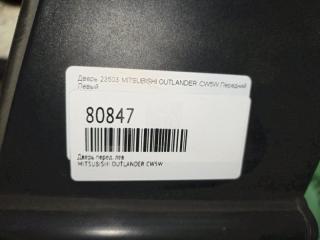 Дверь 23503 MITSUBISHI OUTLANDER CW5W Передний
Левый
80847
Дверь перед. лев.
MITSUBISHI OUTLANDER CW5W